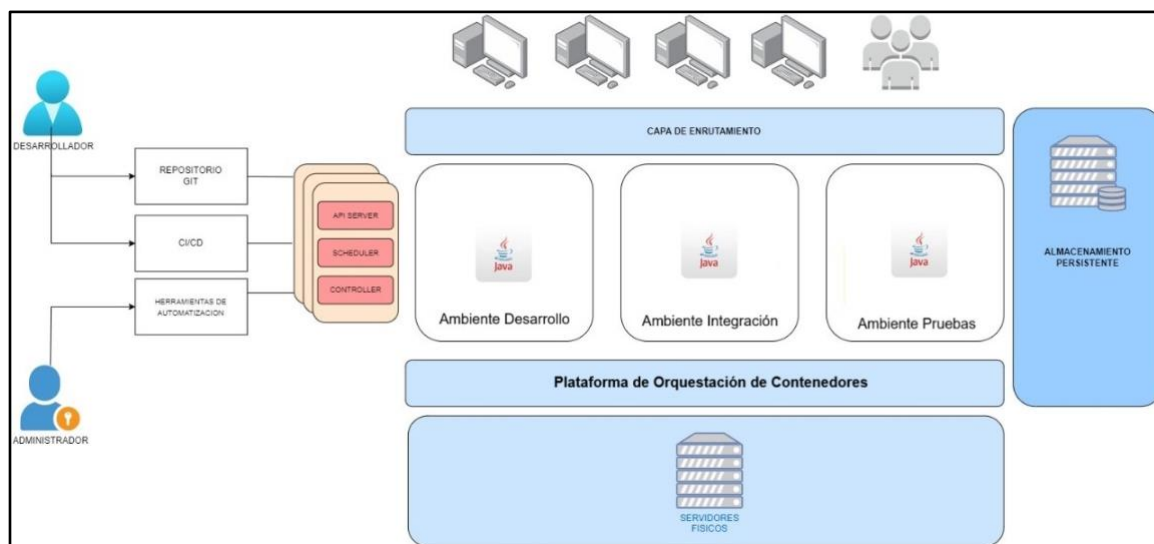 DESARROLLADOR
REPOSITORIO
GIT
CI/CD
HERRAMIENTAS DE
AUTOMATIZACION
ADMINISTRADOR
API SERVER
SCHEDULER
CONTROLLER
CAPA DE ENRUTAMIENTO
Java
Ambiente Desarrollo
Java
Ambiente Integración
Java
Ambiente Pruebas
Plataforma de Orquestación de Contenedores
SERVIDORES
FISICOS
ALMACENAMIENTO
PERSISTENTE